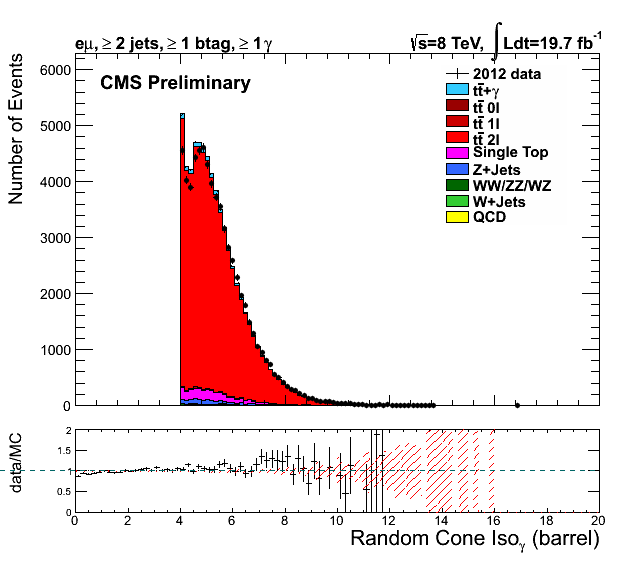 eμ, ≥ 2 jets, ≥ 1 btag, ≥ 1 γ
√s=8 TeV, ∫ Ldt=19.7 fb⁻¹
CMS Preliminary
Number of Events
6000
5000
4000
3000
2000
1000
0
2012 data
tt̄+γ
tt̄ 0l
tt̄ 1l
tt̄ 2l
Single Top
Z+Jets
WW/ZZ/WZ
W+Jets
QCD
data/MC
2
1.5
1
0.5
0
0 2 4 6 8 10 12 14 16 18 20
Random Cone Iso_γ (barrel)